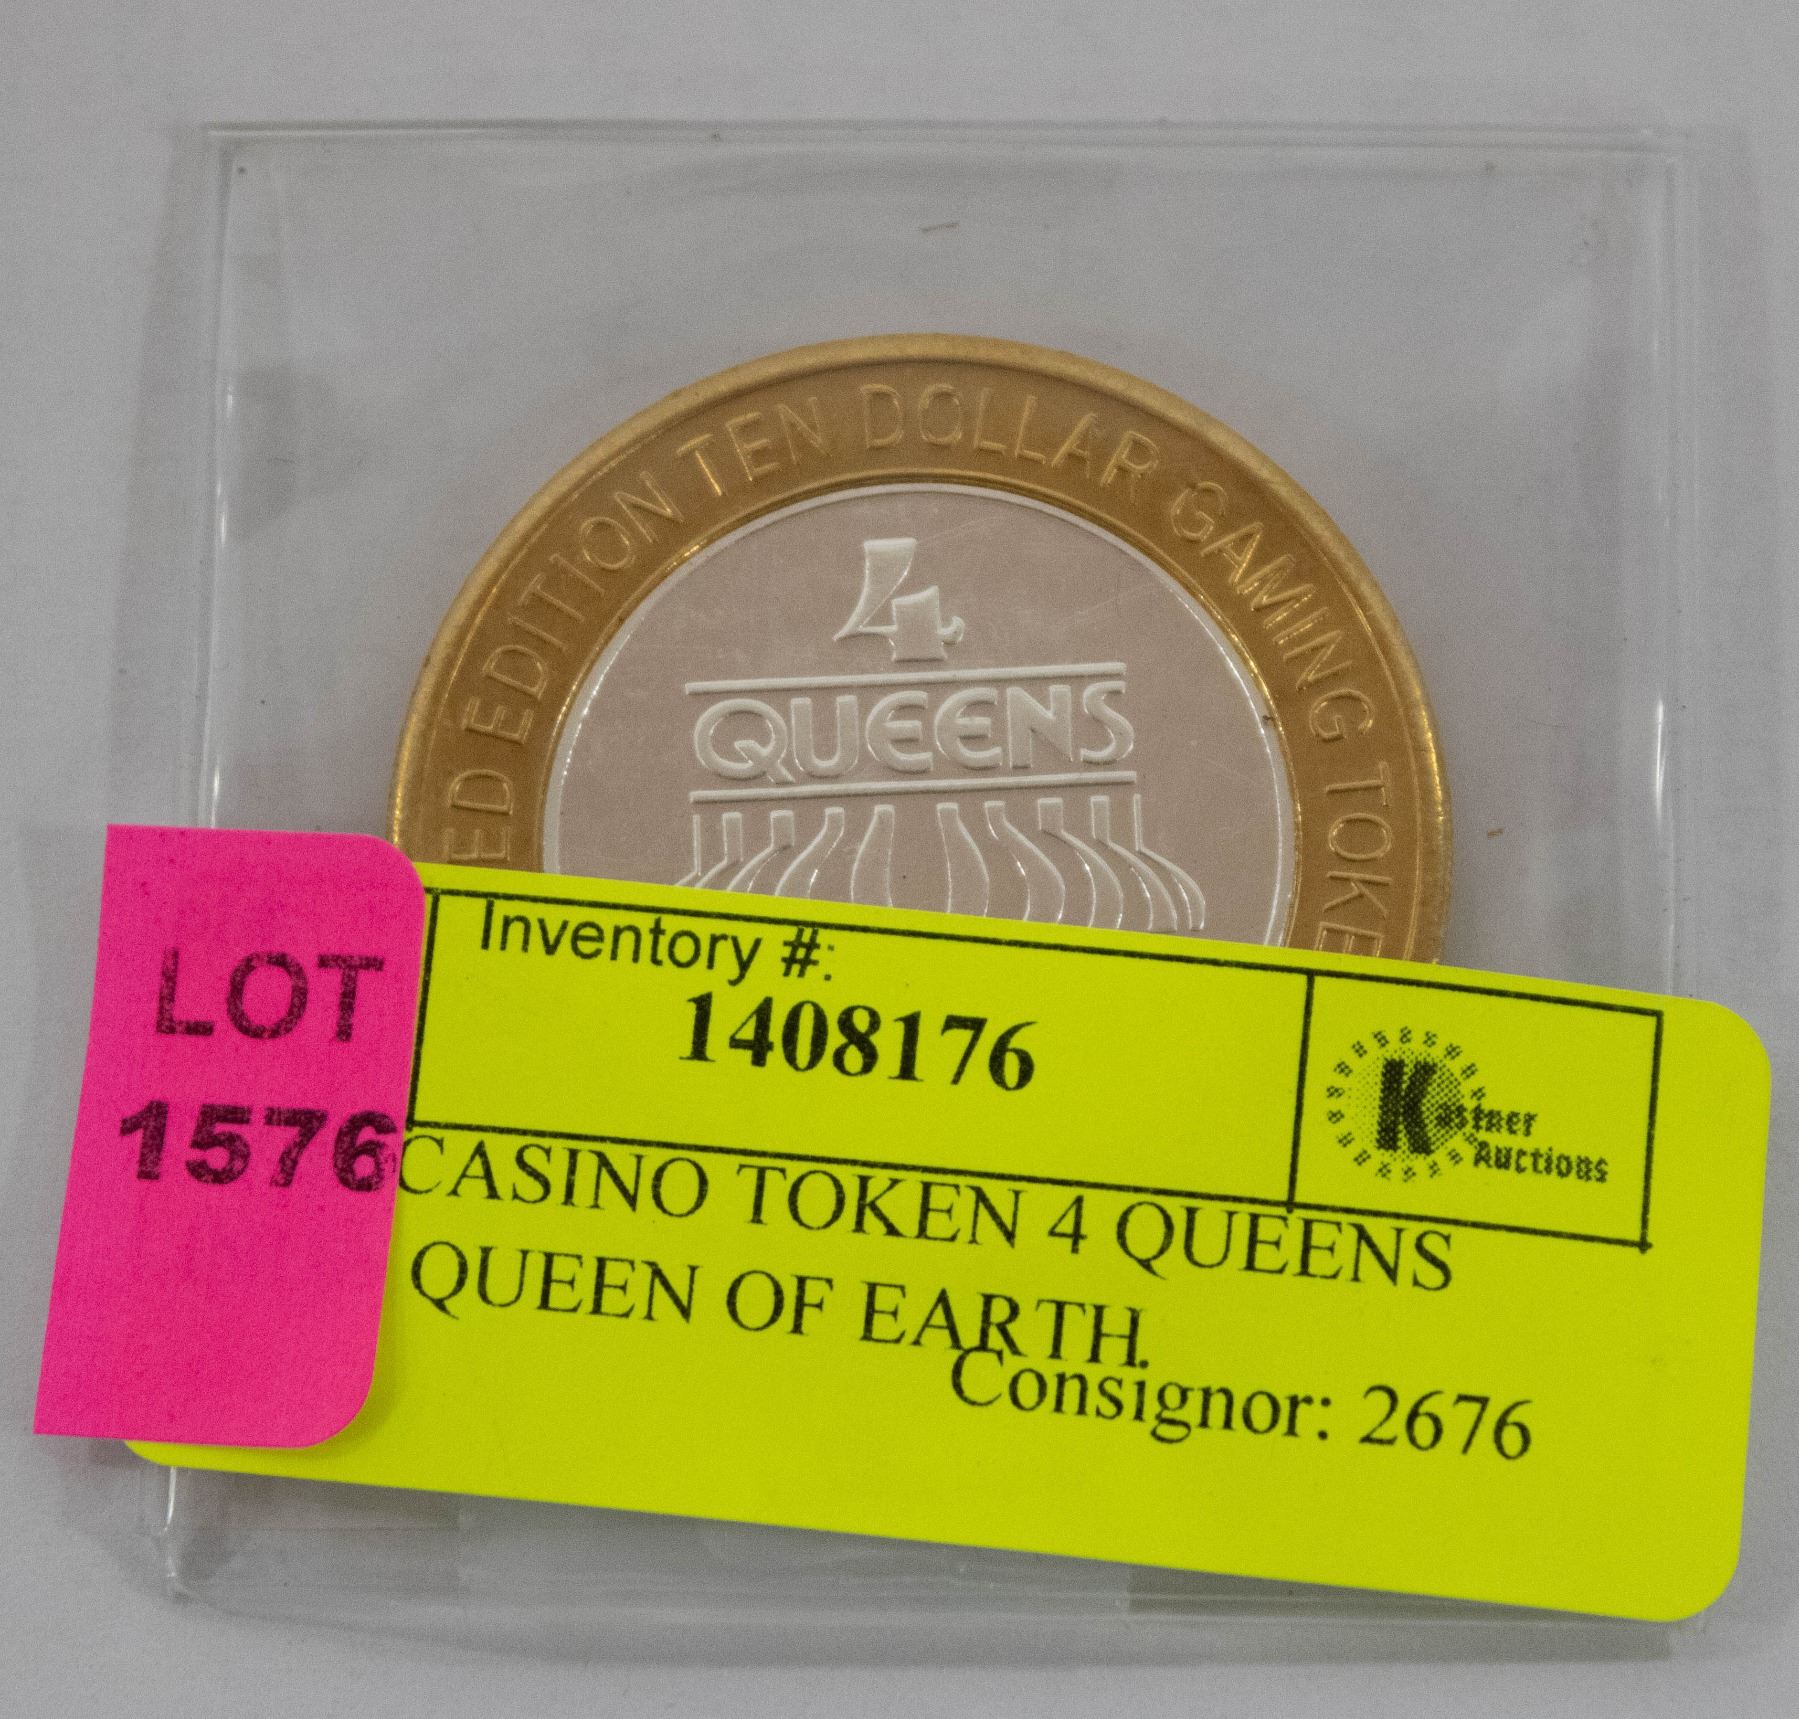 ED EDITION TEN DOLLAR GAMING TOKE
4
QUEENS
LOT
1576
Inventory #:
1408176
Kastner
Auctions
CASINO TOKEN 4 QUEENS
QUEEN OF EARTH.
Consignor: 2676